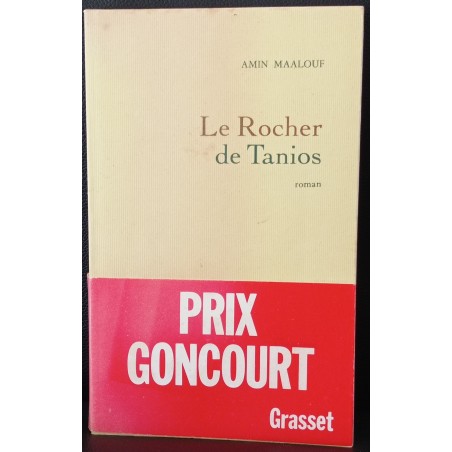 AMIN MAALOUF
Le Rocher
de Tanios
roman
PRIX
GONCOURT
Grasset